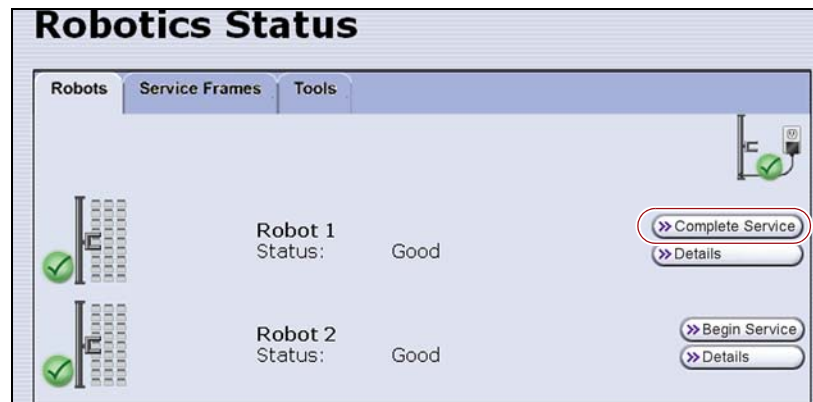 Robotics Status
Robots Service Frames Tools
Robot 1
Status: Good
Complete Service
Details
Robot 2
Status: Good
Begin Service
Details